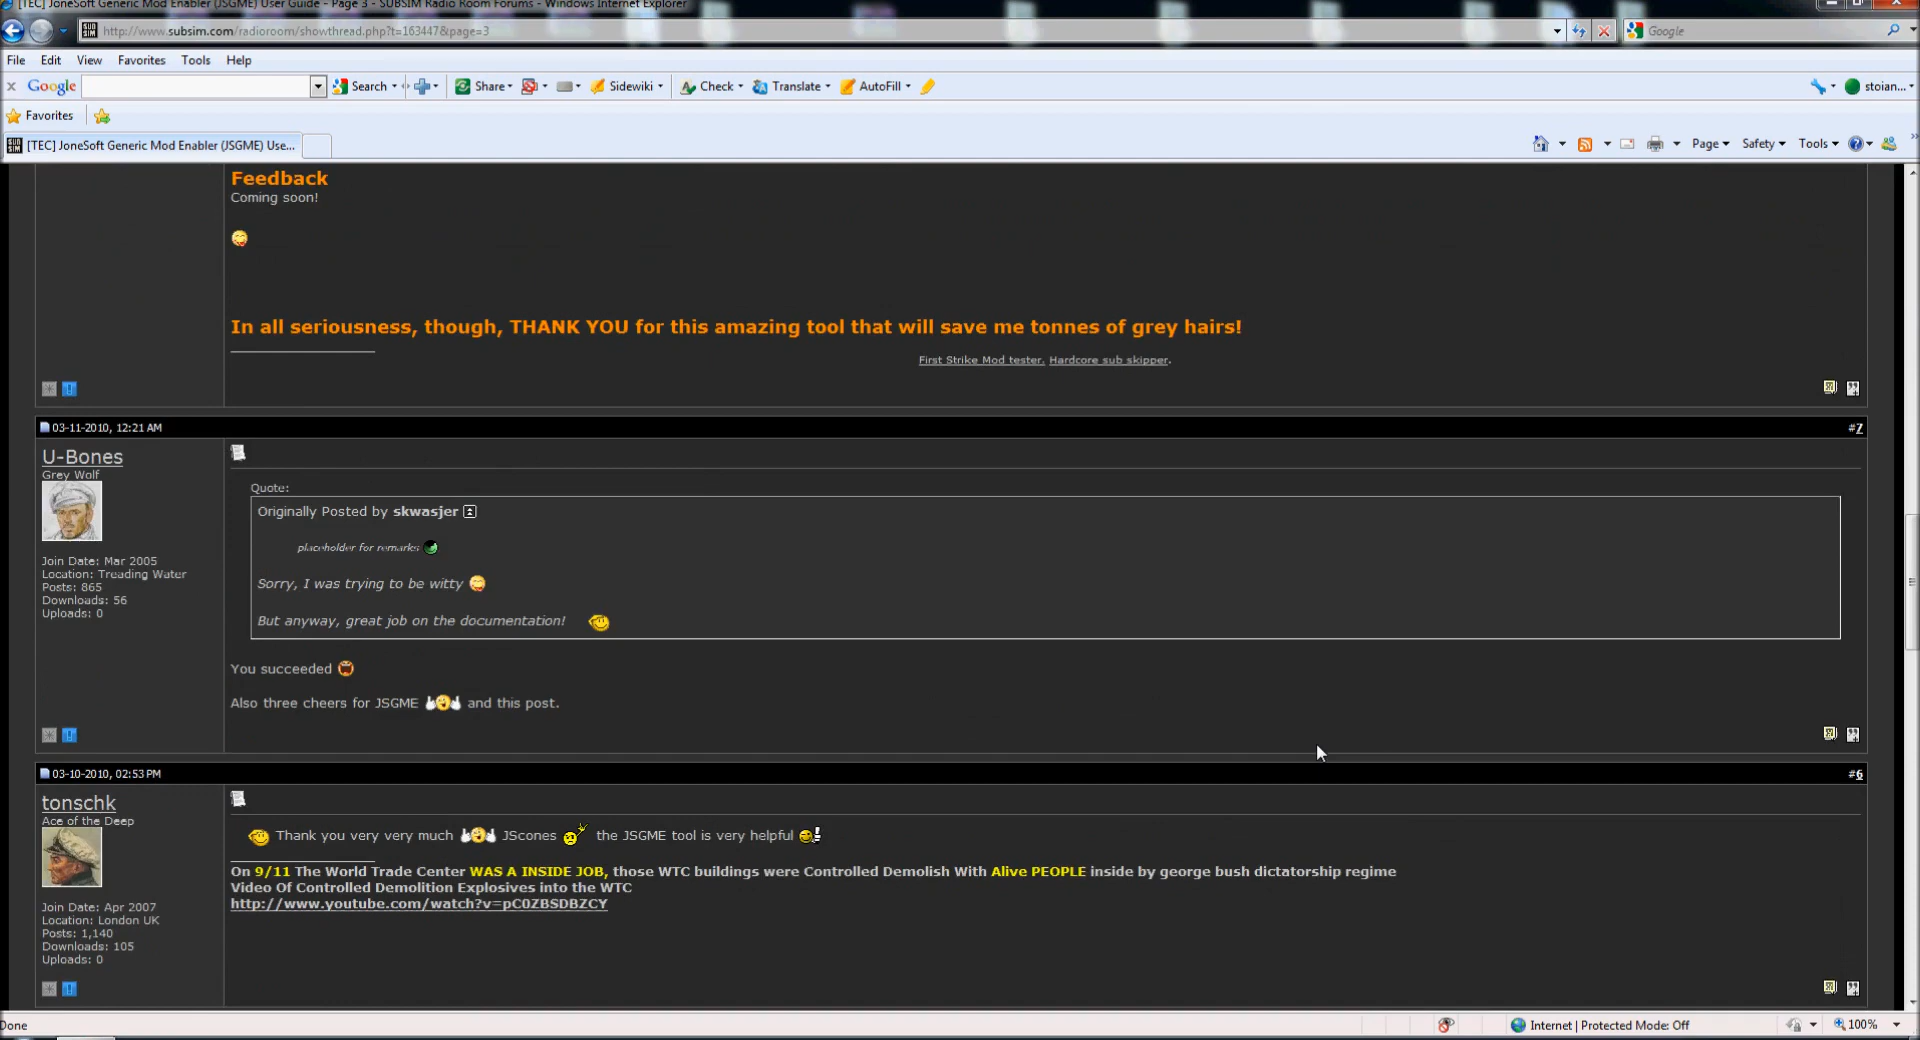 [TEC] JoneSoft Generic Mod Enabler (JSGME) User Guide - Page 3 - SUBSIM Radio Room Forums - Windows Internet Explorer
http://www.subsim.com/radioroom/showthread.php?t=163447&page=3
Google
File Edit View Favorites Tools Help
x Google Search Share Sidewiki Check Translate AutoFill stoian...
Favorites
SUB SIM [TEC] JoneSoft Generic Mod Enabler (JSGME) Use...
Page Safety Tools
Feedback
Coming soon!
In all seriousness, though, THANK YOU for this amazing tool that will save me tonnes of grey hairs!
First Strike Mod tester. Hardcore sub skipper.
03-11-2010, 12:21 AM #7
U-Bones
Grey Wolf
Join Date: Mar 2005
Location: Treading Water
Posts: 865
Downloads: 56
Uploads: 0
Quote:
Originally Posted by skwasjer
placeholder for remarks
Sorry, I was trying to be witty
But anyway, great job on the documentation!
You succeeded
Also three cheers for JSGME and this post.
03-10-2010, 02:53 PM #6
tonschk
Ace of the Deep
Join Date: Apr 2007
Location: London UK
Posts: 1,140
Downloads: 105
Uploads: 0
Thank you very very much JScones the JSGME tool is very helpful
On 9/11 The World Trade Center WAS A INSIDE JOB, those WTC buildings were Controlled Demolish With Alive PEOPLE inside by george bush dictatorship regime
Video Of Controlled Demolition Explosives into the WTC
http://www.youtube.com/watch?v=pC0ZBSDBZCY
Done
Internet | Protected Mode: Off
100%